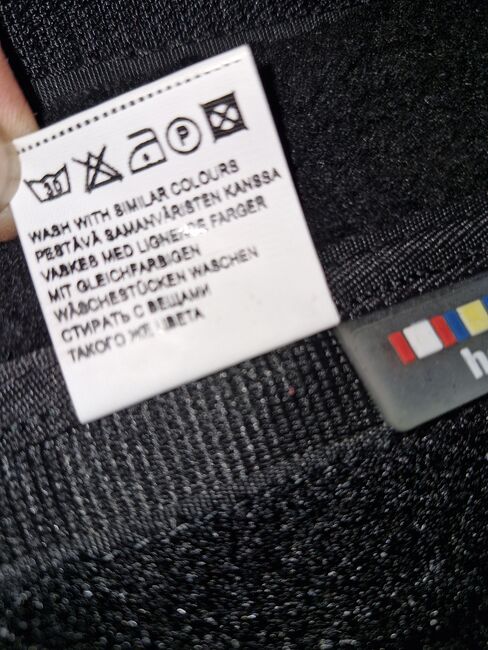 30
P
WASH WITH SIMILAR COLOURS
PESTÄVÄ SAMANVÄRISTEN KANSSA
VASKES MED LIGNENDE FARGER
MIT GLEICHFARBIGEN
WÄSCHESTÜCKEN WASCHEN
СТИРАТЬ С ВЕЩАМИ
ТАКОГО ЖЕ ЦВЕТА
h